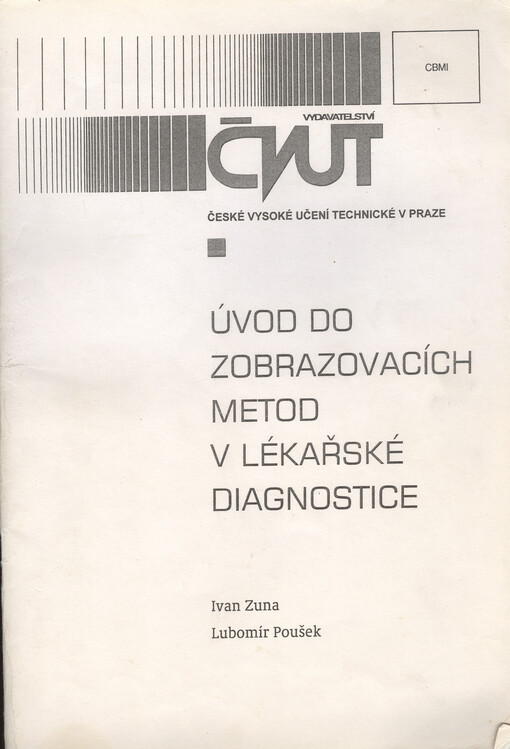 CBMI
VYDAVATELSTVÍ
ČVUT
ČESKÉ VYSOKÉ UČENÍ TECHNICKÉ V PRAZE
ÚVOD DO
ZOBRAZOVACÍCH
METOD
V LÉKAŘSKÉ
DIAGNOSTICE
Ivan Zuna
Lubomír Poušek